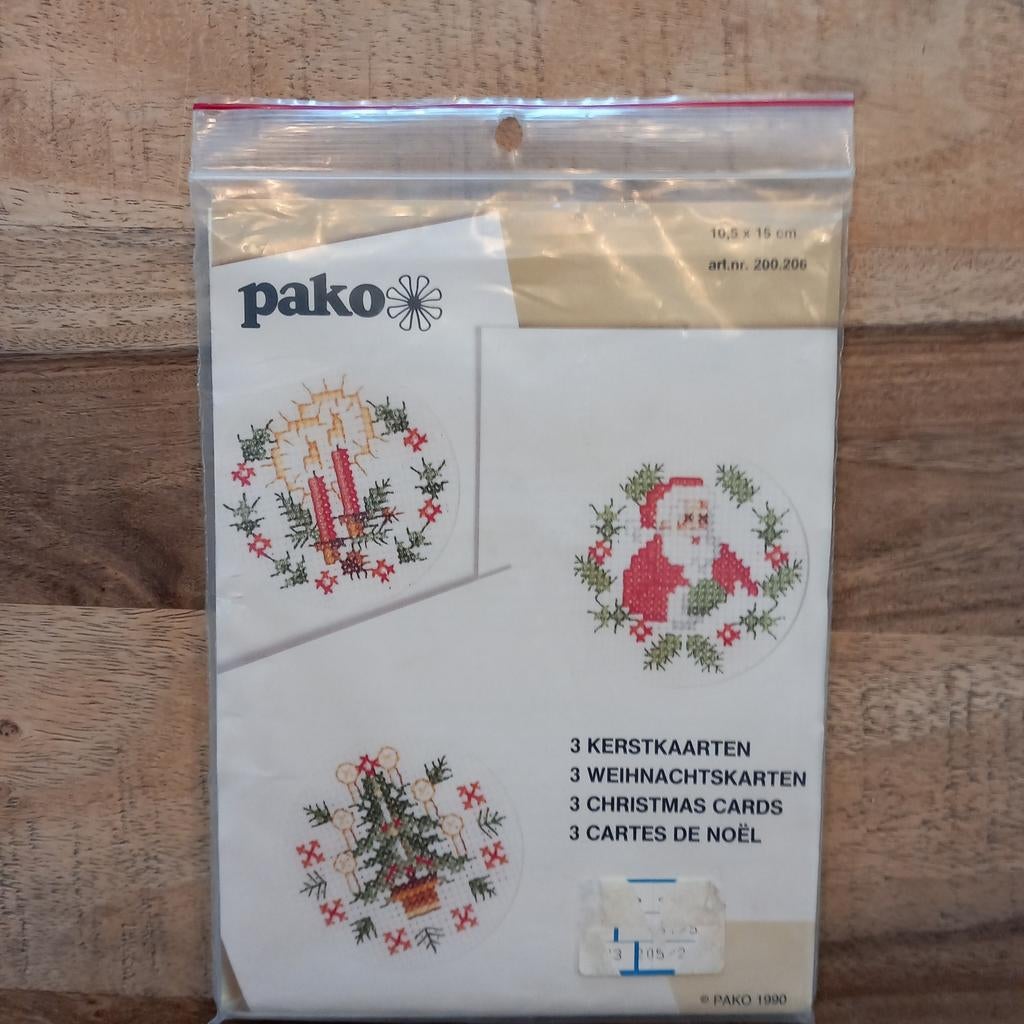 10,5 x 15 cm
art.nr. 200.206
pako
3 KERSTKAARTEN
3 WEIHNACHTSKARTEN
3 CHRISTMAS CARDS
3 CARTES DE NOËL
© PAKO 1990